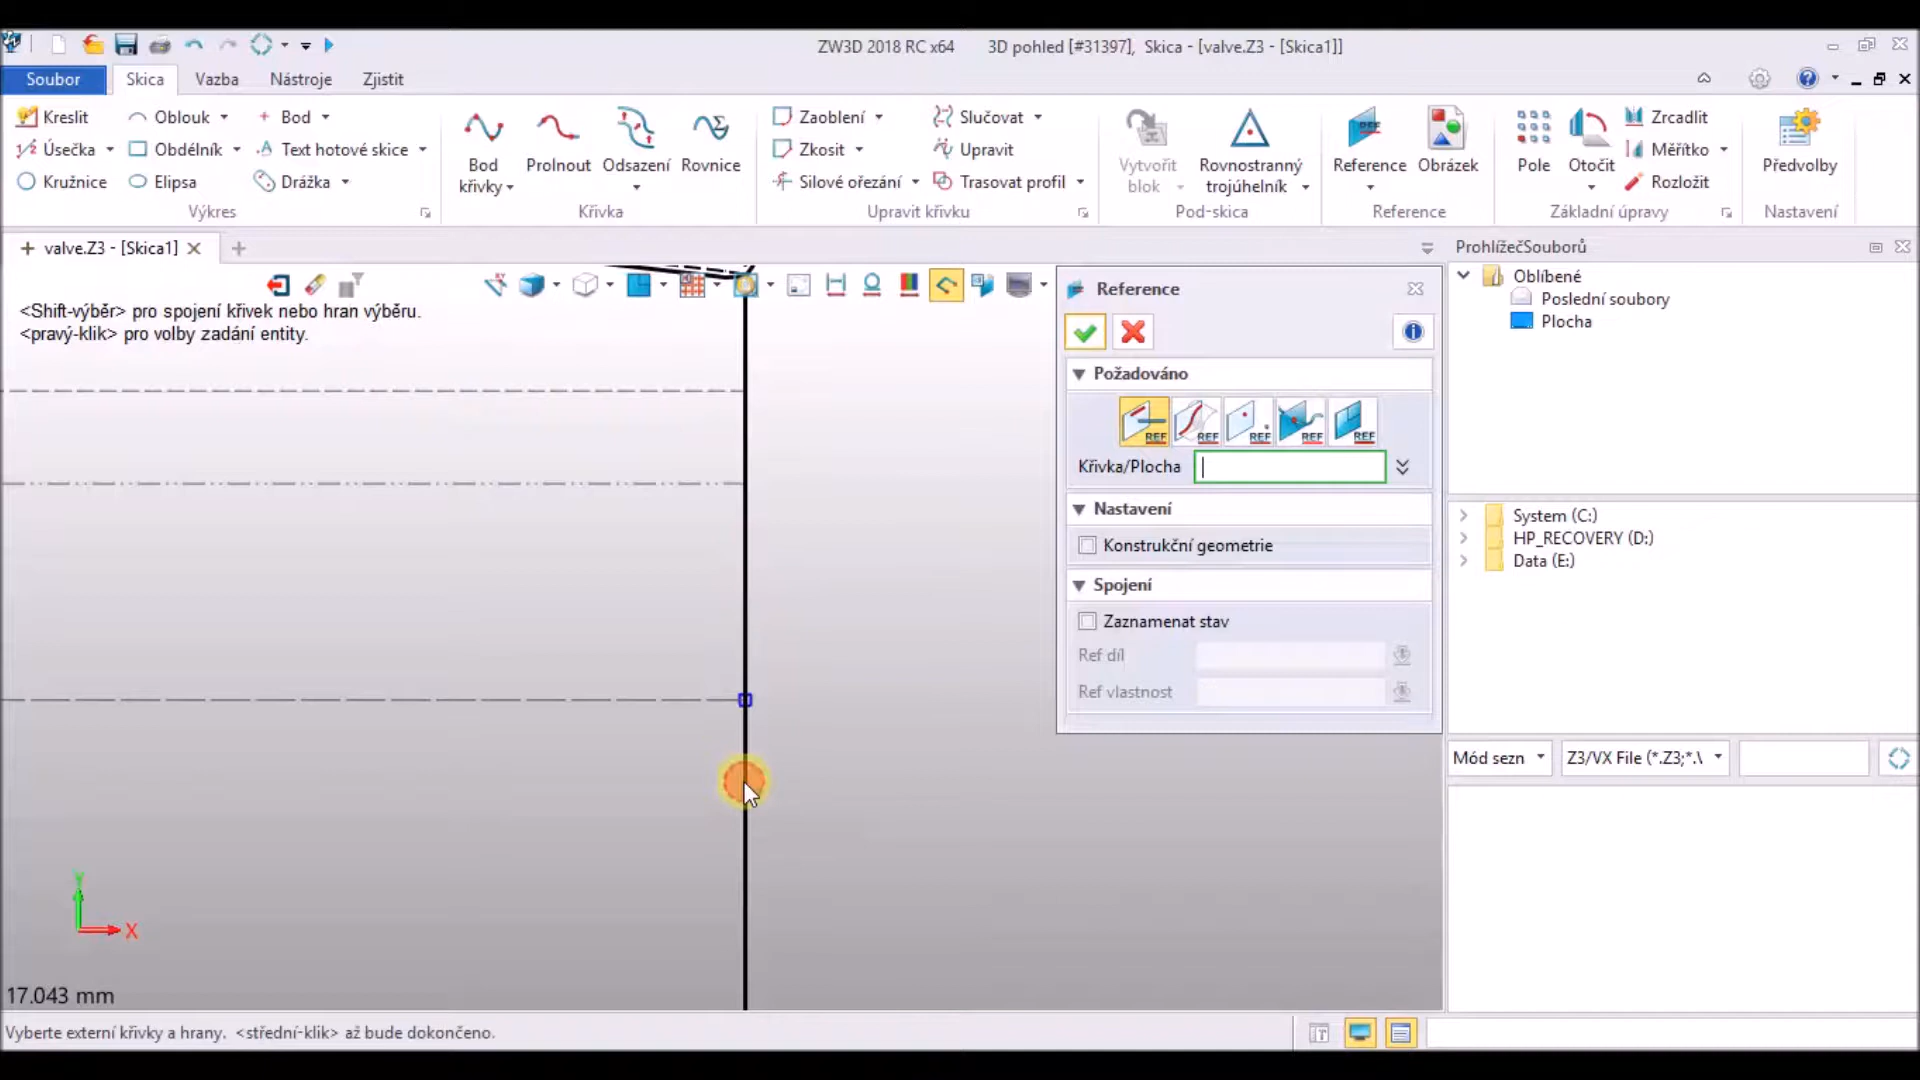 ZW3D 2018 RC x64 3D pohled [#31397], Skica - [valve.Z3 - [Skica1]]
Soubor Skica Vazba Nástroje Zjistit
Kreslit Oblouk Bod
Úsečka Obdélník Text hotové skice
Kružnice Elipsa Drážka
Výkres
Bod křivky Prolnout Odsazení Rovnice
Křivka
Zaoblení Slučovat
Zkosit Upravit
Silové ořezání Trasovat profil
Upravit křivku
Vytvořit blok Rovnostranný trojúhelník
Pod-skica
Reference Obrázek
Reference
Pole Otočit Zrcadlit
Měřítko
Rozložit
Základní úpravy
Předvolby
Nastavení
valve.Z3 - [Skica1]
<Shift-výběr> pro spojení křivek nebo hran výběru.
<pravý-klik> pro volby zadání entity.
Reference
Požadováno
REF REF REF REF REF
Křivka/Plocha
Nastavení
Konstrukční geometrie
Spojení
Zaznamenat stav
Ref díl
Ref vlastnost
ProhlížečSouborů
Oblíbené
Poslední soubory
Plocha
System (C:)
HP_RECOVERY (D:)
Data (E:)
Mód sezn Z3/VX File (*.Z3;*.\
Y
X
17.043 mm
Vyberte externí křivky a hrany. <střední-klik> až bude dokončeno.